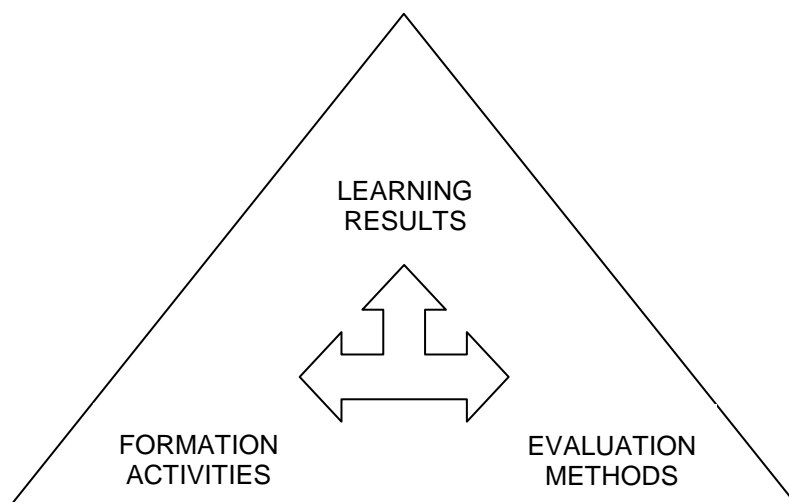 LEARNING
RESULTS
FORMATION
ACTIVITIES
EVALUATION
METHODS